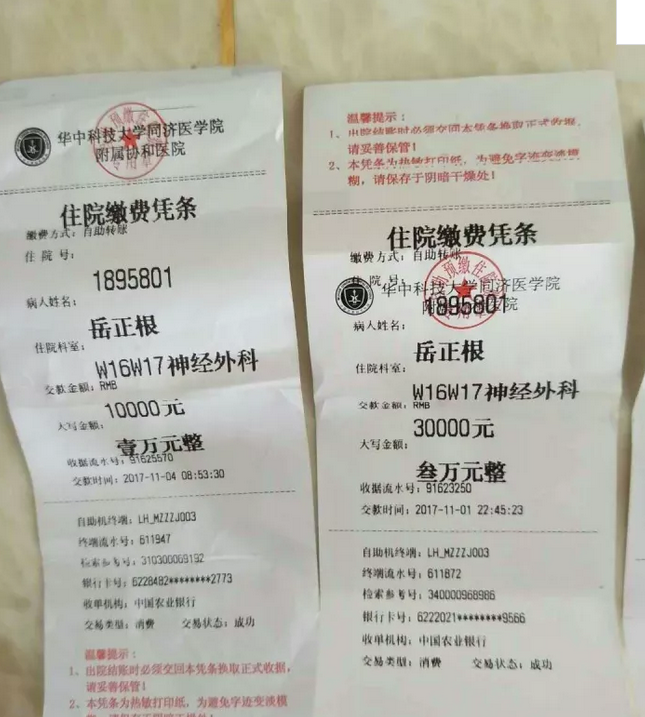 华中科技大学同济医学院
附属协和医院
住院缴费凭条
缴费方式：自助转账
住院号：
1895801
病人姓名：
岳正根
住院科室：
W16W17神经外科
交款金额：RMB
10000元
大写金额：
壹万元整
收据流水号：91625570
交款时间：2017-11-04 08:53:30
自助机终端：LH_MZZZJ003
终端流水号：611947
检索参考号：310300069192
银行卡号：6228482********2773
收单机构：中国农业银行
交易类型：消费 交易状态：成功
温馨提示：
1、出院结账时必须交回本凭条换取正式收据，
请妥善保管！
2、本凭条为热敏打印纸，为避免字迹变淡模
温馨提示：
1、出院结账时必须交回本凭条换取正式收据，
请妥善保管！
2、本凭条为热敏打印纸，为避免字迹变淡模
糊，请保存于阴暗干燥处！
住院缴费凭条
缴费方式：自助转账
住院号：
华中科技大学同济医学院
1895801
病人姓名：
岳正根
住院科室：
W16W17神经外科
交款金额：RMB
30000元
大写金额：
叁万元整
收据流水号：91623250
交款时间：2017-11-01 22:45:23
自助机终端：LH_MZZZJ003
终端流水号：611872
检索参考号：340000968986
银行卡号：6222021********9566
收单机构：中国农业银行
交易类型：消费 交易状态：成功